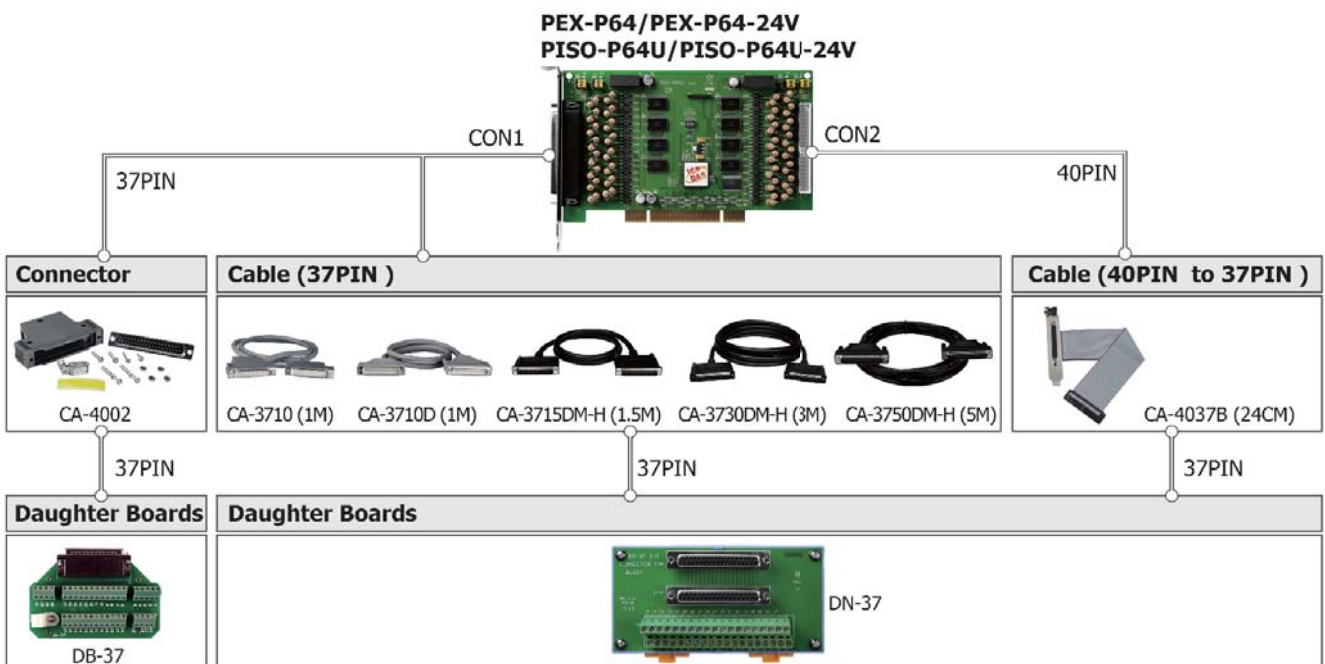 PEX-P64/PEX-P64-24V
PISO-P64U/PISO-P64U-24V
CON1
CON2
37PIN
40PIN
Connector
Cable (37PIN )
Cable (40PIN to 37PIN )
CA-4002
CA-3710 (1M)
CA-3710D (1M)
CA-3715DM-H (1.5M)
CA-3730DM-H (3M)
CA-3750DM-H (5M)
CA-4037B (24CM)
37PIN
37PIN
37PIN
Daughter Boards
Daughter Boards
DB-37
DN-37